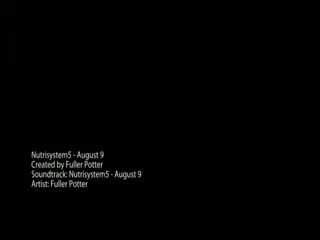 Nutrisystem5 - August 9
Created by Fuller Potter
Soundtrack: Nutrisystem5 - August 9
Artist: Fuller Potter